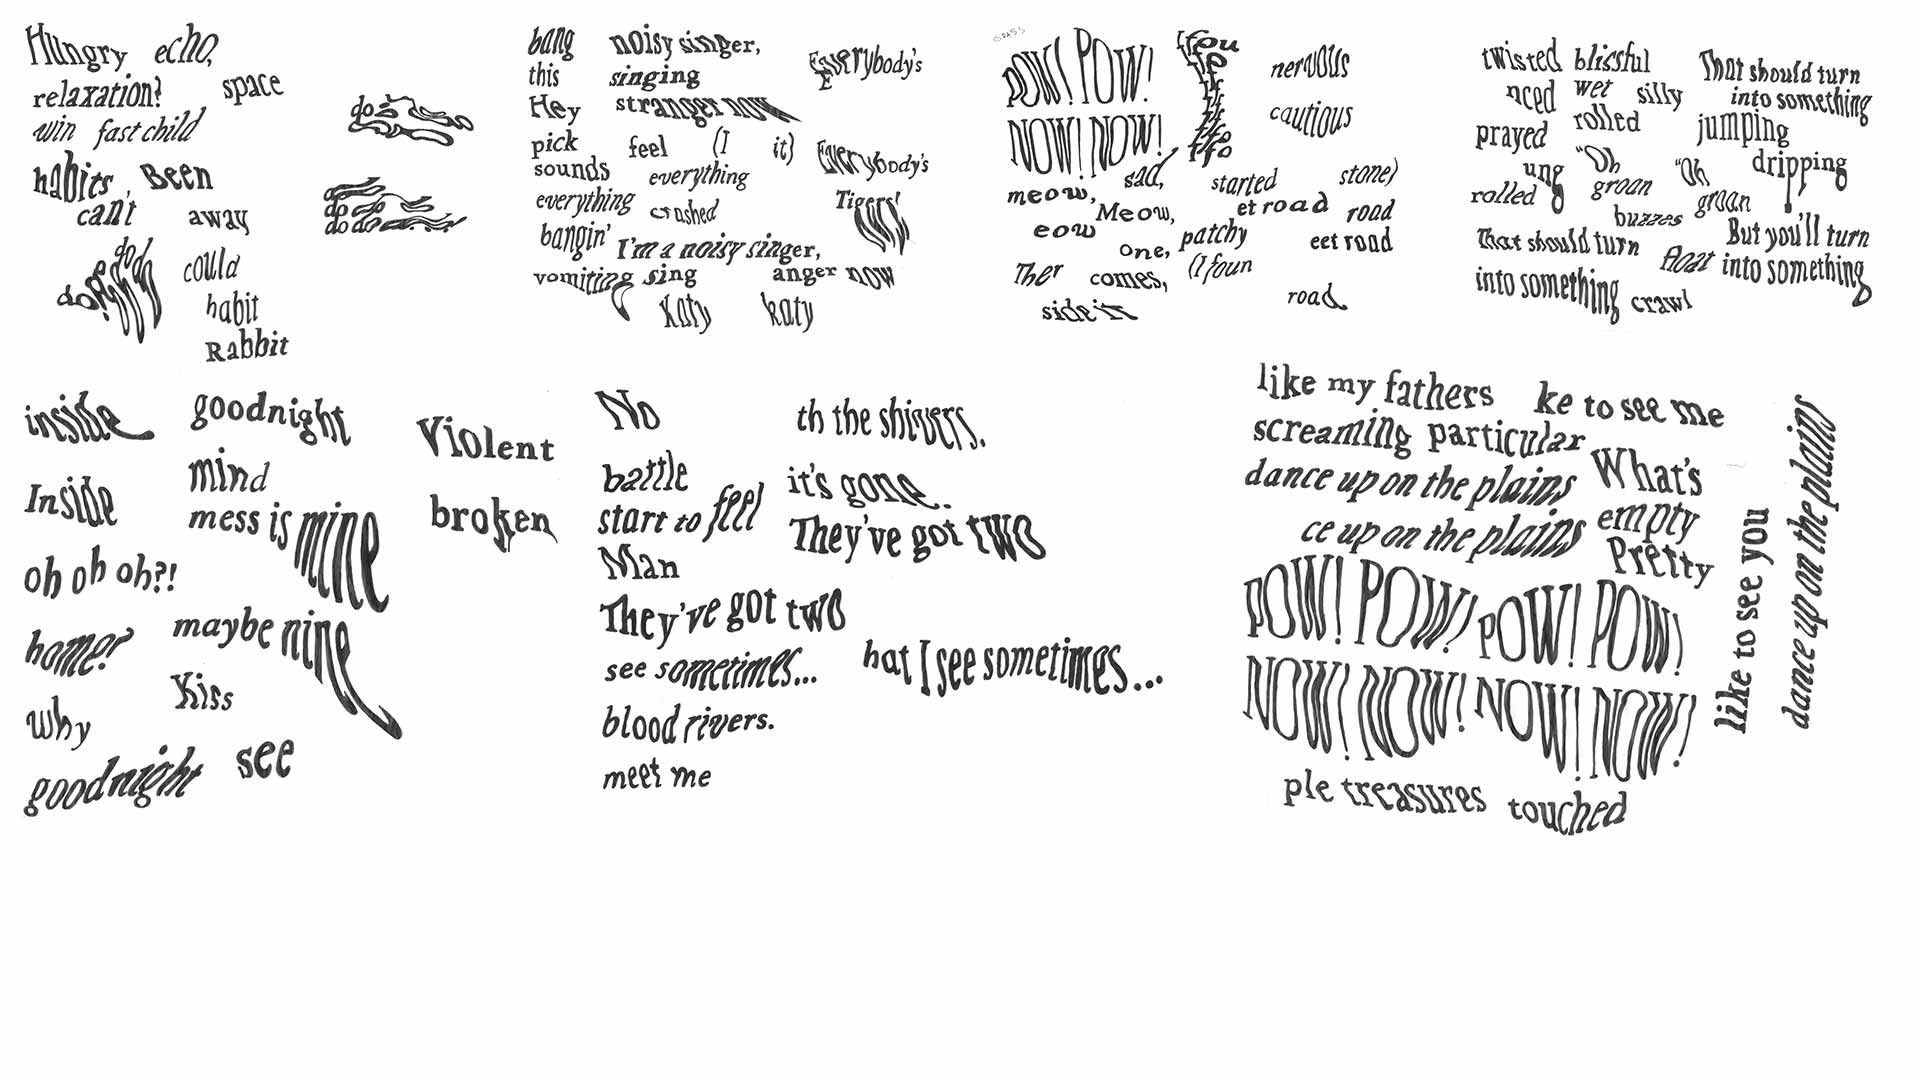 Hungry echo,
relaxation? space
win fast child
habits, Been
can't away
could
habit
Rabbit
bang noisy singer,
this singing
Hey stranger now
pick feel (I it)
sounds everything
everything crashed
bangin' I'm a noisy singer,
vomiting sing anger now
Katy katy
Everybody's
Everybody's
Tigers!
POW! POW!
NOW! NOW!
nervous
cautious
sad, started stone)
meow, Meow, et road road
eow one, patchy eet road
Ther comes, (I foun
side it road
twisted blissful
nced wet silly
prayed rolled
ung "Oh "Oh
rolled groan groan
buzzes
That should turn
into something
float
crawl
That should turn
into something
jumping
dripping
But you'll turn
into something
inside
Inside
oh oh oh?!
home?
why
goodnight see
goodnight
mind
mess is mine
maybe nine
Kiss
Violent
broken
No
battle
start to feel
Man
They've got two
see sometimes...
blood rivers.
meet me
th the shivers.
it's gone.
They've got two
hat I see sometimes...
like my fathers ke to see me
screaming particular
dance up on the plains What's
ce up on the plains empty
Pretty
POW! POW! POW! POW!
NOW! NOW! NOW! NOW!
ple treasures touched
like to see you
dance up on the plains